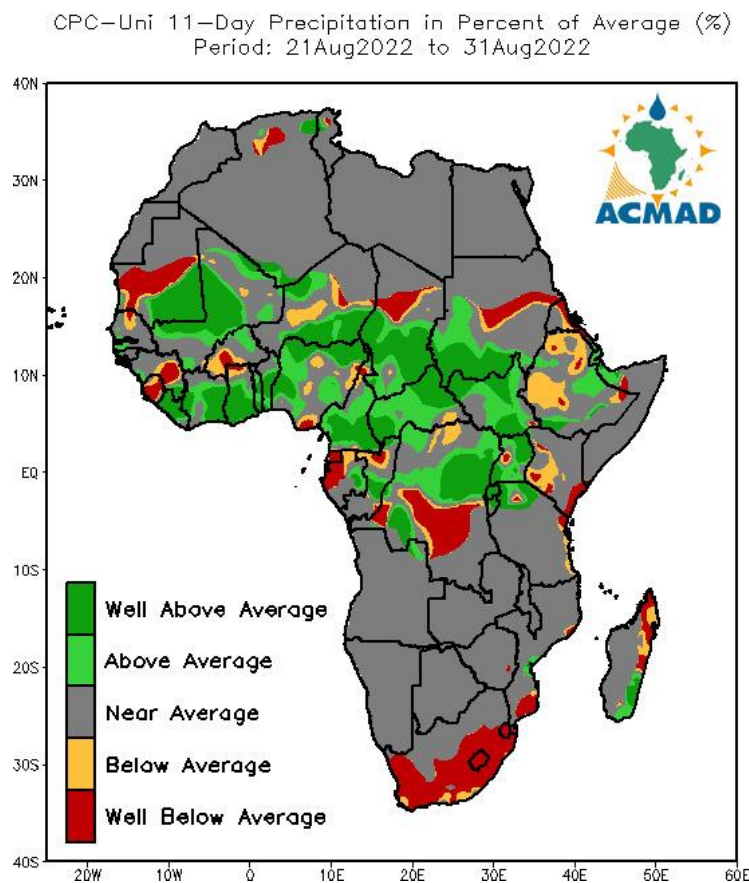 CPC-Uni 11-Day Precipitation in Percent of Average (%)
Period: 21Aug2022 to 31Aug2022
40N
30N
20N
10N
EQ
10S
20S
30S
40S
ACMAD
Well Above Average
Above Average
Near Average
Below Average
Well Below Average
20W 10W 0 10E 20E 30E 40E 50E 60E